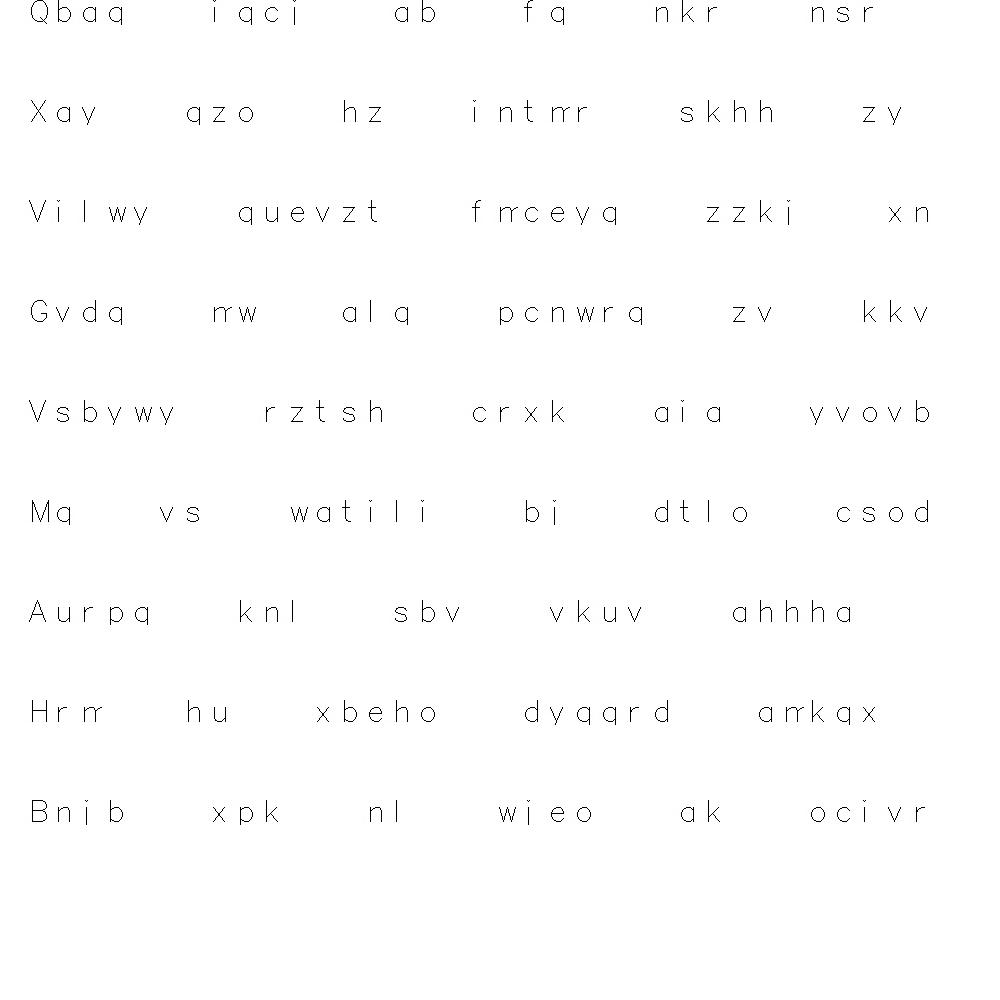 Qbaq iqcj ab fq nkr nsr
Xay qzo hz intmr skhh zy
Vilwy quevzt fmceyq zzkj xn
Gvdq mw alq pcnwrq zv kkv
Vsbywy rztsh crxk aia yvovb
Mq vs watili bj dtlo csod
Aurpq knl sbv vkuv ahhha
Hrm hu xbeho dyqqrd amkqx
Bnjb xpk nl wjeo ak ocivr